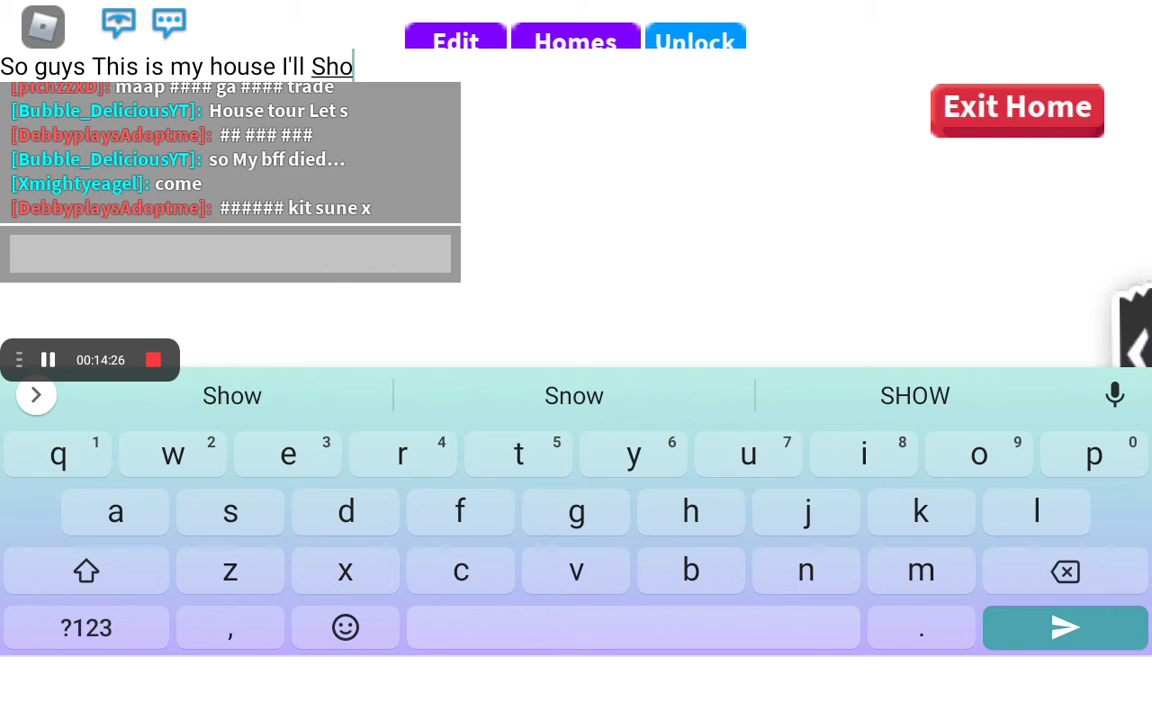 Edit Homes Unlock
So guys This is my house I'll Sho
[pichzzXD]: maap #### ga #### trade
[Bubble_DeliciousYT]: House tour Let s
[DebbyplaysAdoptme]: ## ### ###
[Bubble_DeliciousYT]: so My bff died...
[Xmightyeagel]: come
[DebbyplaysAdoptme]: ###### kit sune x
Exit Home
00:14:26
Show Snow SHOW
q 1 w 2 e 3 r 4 t 5 y 6 u 7 i 8 o 9 p 0
a s d f g h j k l
z x c v b n m
?123 , .